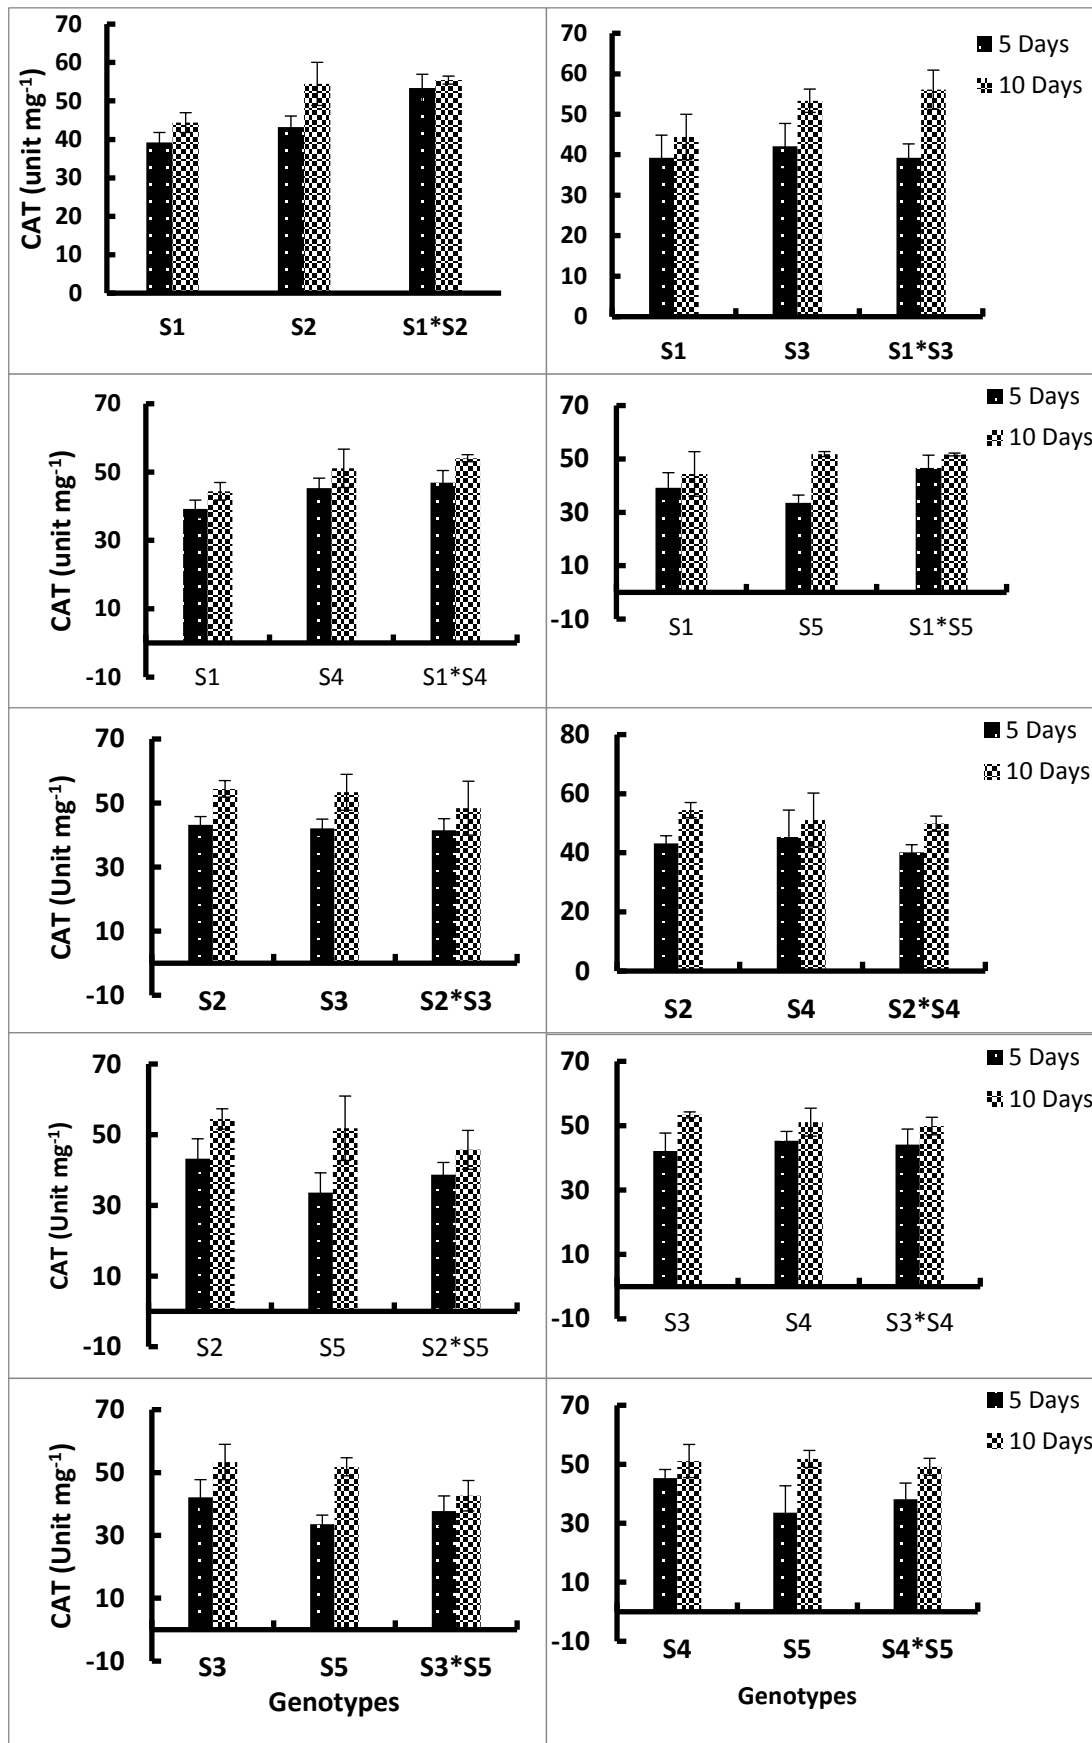 70
60
50
40
30
20
10
0
CAT (unit mg-1)
S1 S2 S1*S2
70
60
50
40
30
20
10
0
S1 S3 S1*S3
5 Days
10 Days
70
50
30
10
-10
CAT (unit mg-1)
S1 S4 S1*S4
70
50
30
10
-10
S1 S5 S1*S5
5 Days
10 Days
70
50
30
10
-10
CAT (Unit mg-1)
S2 S3 S2*S3
80
60
40
20
0
S2 S4 S2*S4
5 Days
10 Days
70
50
30
10
-10
CAT (Unit mg-1)
S2 S5 S2*S5
70
50
30
10
-10
S3 S4 S3*S4
5 Days
10 Days
70
50
30
10
-10
CAT (Unit mg-1)
S3 S5 S3*S5
Genotypes
70
50
30
10
-10
S4 S5 S4*S5
Genotypes
5 Days
10 Days